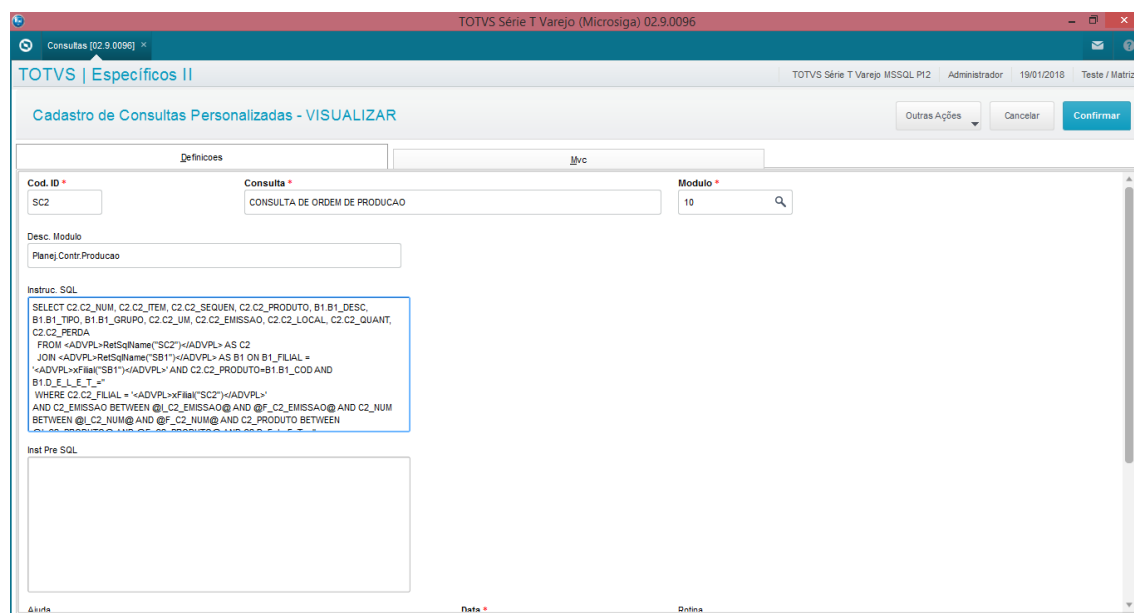 TOTVS Série T Varejo (Microsiga) 02.9.0096
Consultas [02.9.0096] ×
TOTVS | Específicos II
TOTVS Série T Varejo MSSQL P12 Administrador 19/01/2018 Teste / Matriz
Cadastro de Consultas Personalizadas - VISUALIZAR
Outras Ações Cancelar Confirmar
Definicoes Mvc
Cod. ID * Consulta * Modulo *
SC2 CONSULTA DE ORDEM DE PRODUCAO 10
Desc. Modulo
Planej.Contr.Producao
Instruc. SQL
SELECT C2.C2_NUM, C2.C2_ITEM, C2.C2_SEQUEN, C2.C2_PRODUTO, B1.B1_DESC,
B1.B1_TIPO, B1.B1_GRUPO, C2.C2_UM, C2.C2_EMISSAO, C2.C2_LOCAL, C2.C2_QUANT,
C2.C2_PERDA
FROM <ADVPL>RetSqlName("SC2")</ADVPL> AS C2
JOIN <ADVPL>RetSqlName("SB1")</ADVPL> AS B1 ON B1_FILIAL =
'<ADVPL>xFilial("SB1")</ADVPL>' AND C2.C2_PRODUTO=B1.B1_COD AND
B1.D_E_L_E_T_=''
WHERE C2.C2_FILIAL = '<ADVPL>xFilial("SC2")</ADVPL>'
AND C2_EMISSAO BETWEEN @I_C2_EMISSAO@ AND @F_C2_EMISSAO@ AND C2_NUM
BETWEEN @I_C2_NUM@ AND @F_C2_NUM@ AND C2_PRODUTO BETWEEN
Inst Pre SQL
Ajuda Data * Rotina